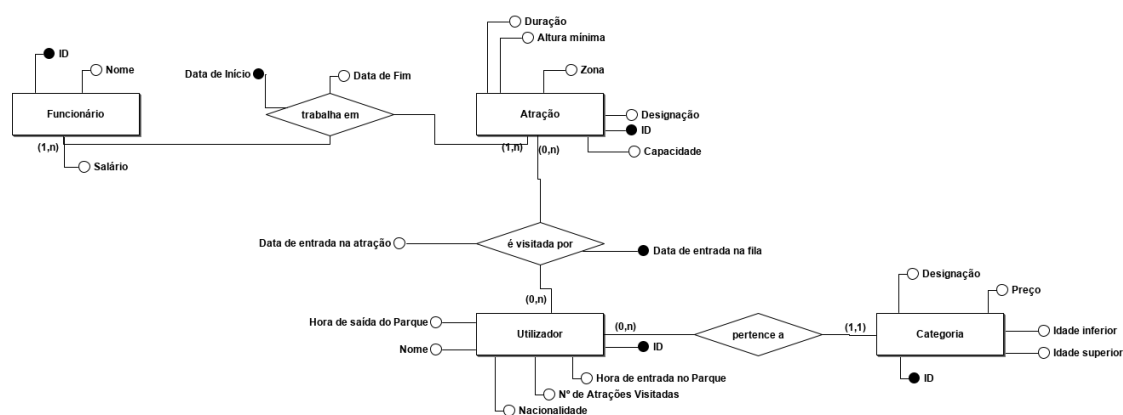 Duração
Altura mínima
ID
Nome
Data de Início
Data de Fim
Zona
Funcionário
trabalha em
Atração
Designação
ID
Capacidade
(1,n)
(1,n)
(0,n)
Salário
Data de entrada na atração
é visitada por
Data de entrada na fila
Designação
Preço
(0,n)
Hora de saída do Parque
Utilizador
(0,n)
pertence a
(1,1)
Categoria
Idade inferior
Nome
ID
Idade superior
Hora de entrada no Parque
ID
Nº de Atrações Visitadas
Nacionalidade